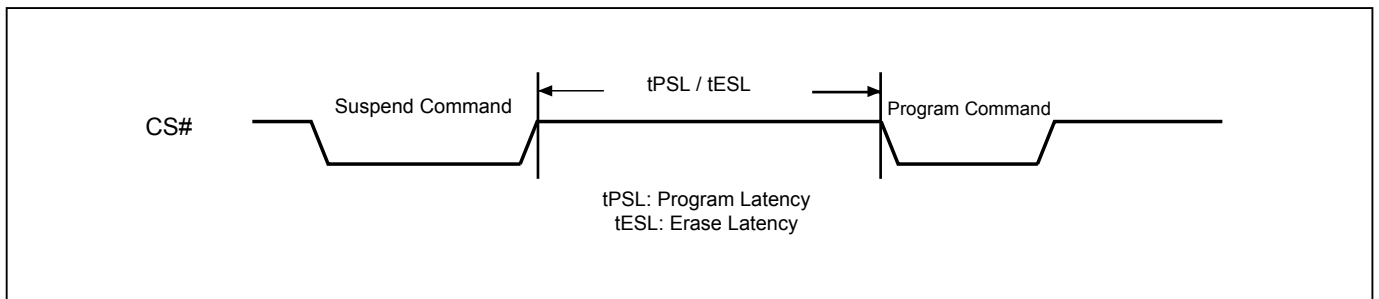 tPSL / tESL
Suspend Command
Program Command
CS#
tPSL: Program Latency
tESL: Erase Latency